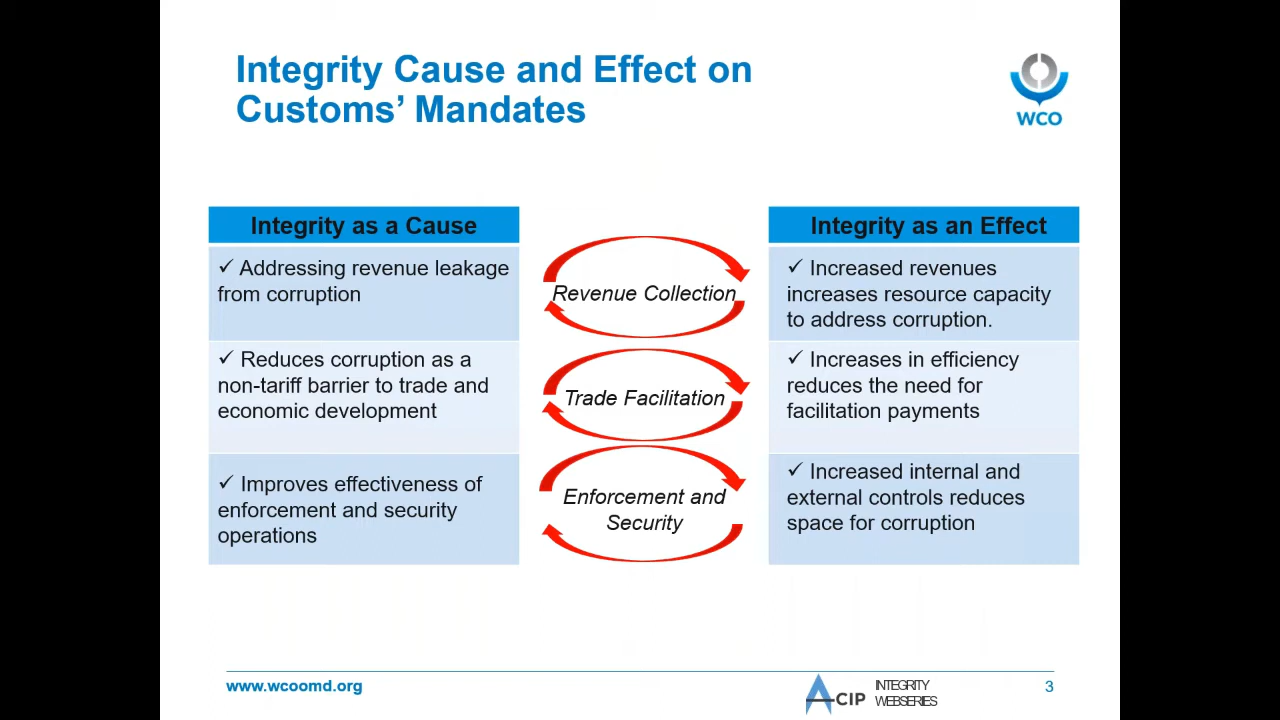 Integrity Cause and Effect on
Customs’ Mandates
WCO
Integrity as a Cause
✓ Addressing revenue leakage
from corruption
✓ Reduces corruption as a
non-tariff barrier to trade and
economic development
✓ Improves effectiveness of
enforcement and security
operations
Revenue Collection
Trade Facilitation
Enforcement and
Security
Integrity as an Effect
✓ Increased revenues
increases resource capacity
to address corruption.
✓ Increases in efficiency
reduces the need for
facilitation payments
✓ Increased internal and
external controls reduces
space for corruption
www.wcoomd.org
ACIP
INTEGRITY
WEBSERIES
3